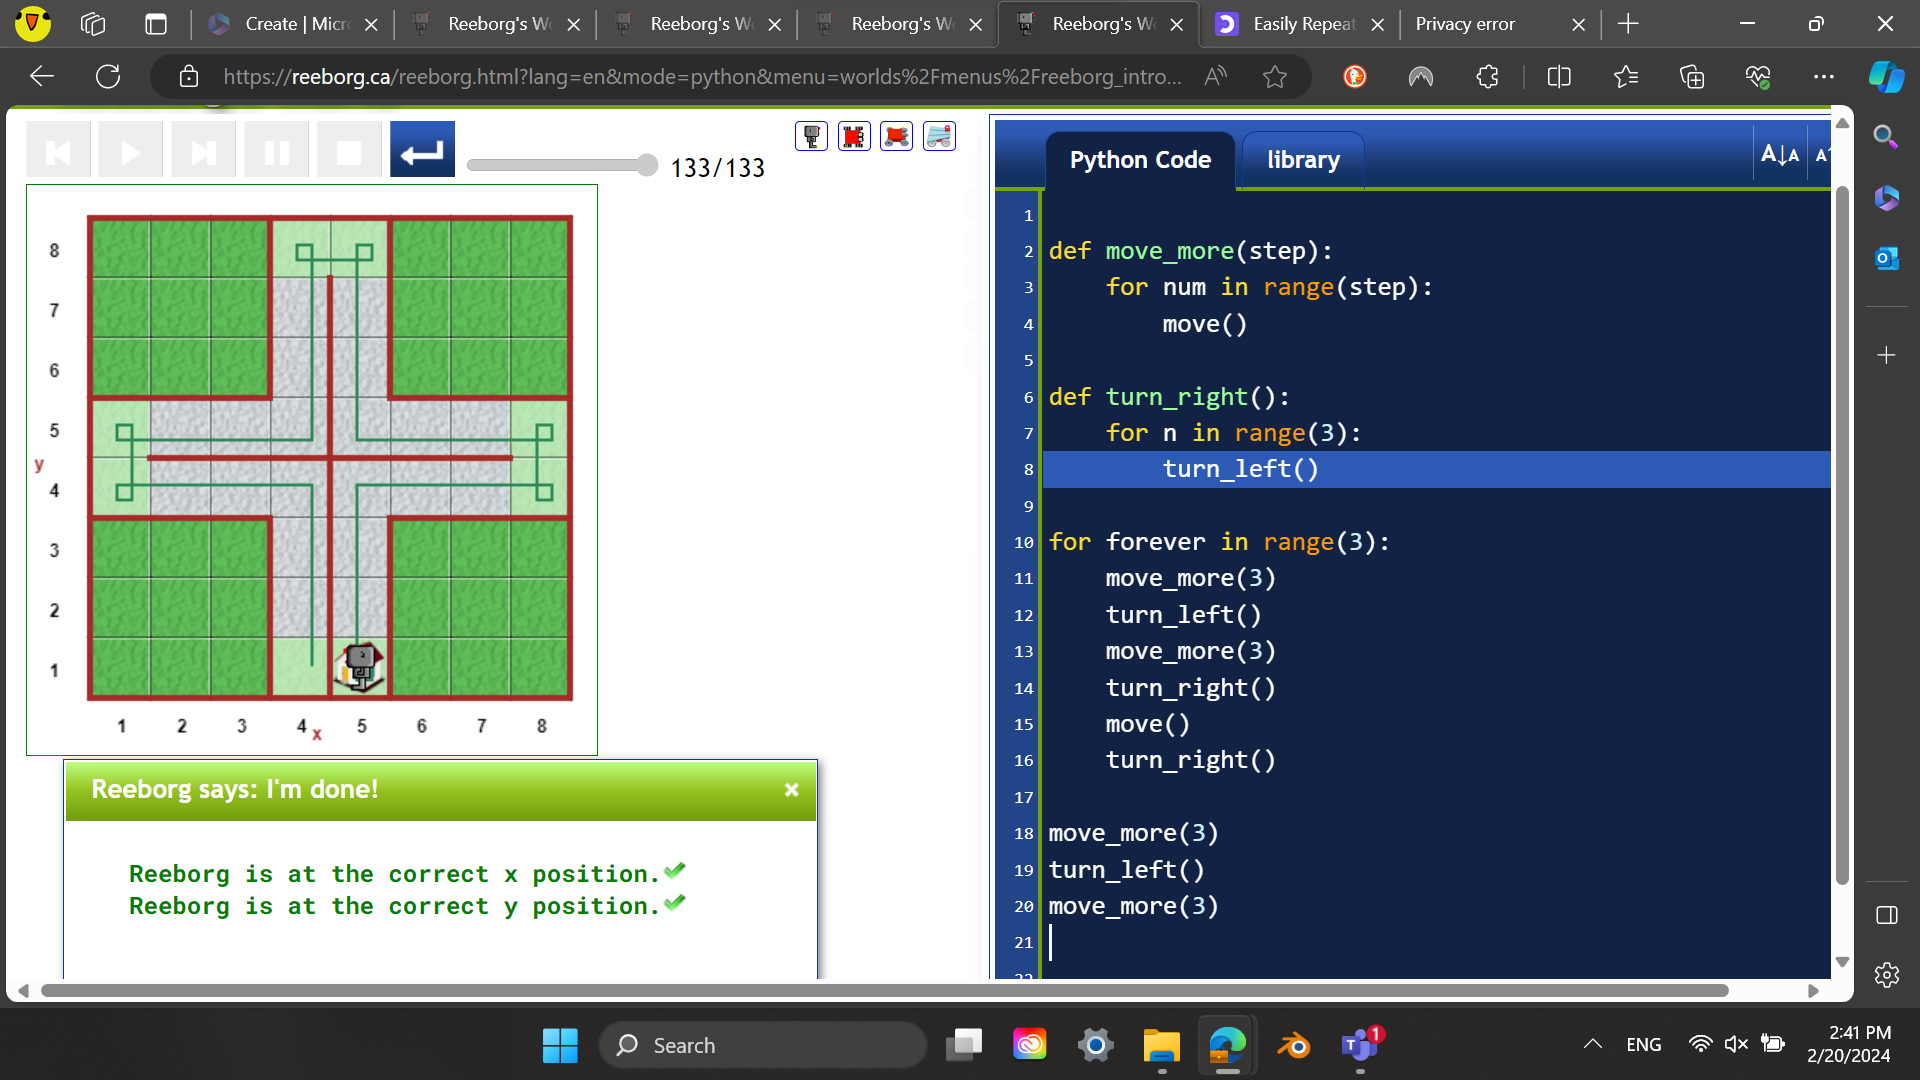 Create | Micr
Reeborg's Wo
Reeborg's Wo
Reeborg's Wo
Reeborg's Wo
Easily Repeat
Privacy error
https://reeborg.ca/reeborg.html?lang=en&mode=python&menu=worlds%2Fmenus%2Freeborg_intro...
133/133
Python Code
library
8
7
6
5
y
4
3
2
1
1 2 3 4 x 5 6 7 8
Reeborg says: I'm done!
×
Reeborg is at the correct x position.
Reeborg is at the correct y position.
1
2 def move_more(step):
3 for num in range(step):
4 move()
5
6 def turn_right():
7 for n in range(3):
8 turn_left()
9
10 for forever in range(3):
11 move_more(3)
12 turn_left()
13 move_more(3)
14 turn_right()
15 move()
16 turn_right()
17
18 move_more(3)
19 turn_left()
20 move_more(3)
21
Search
1
ENG
2:41 PM
2/20/2024